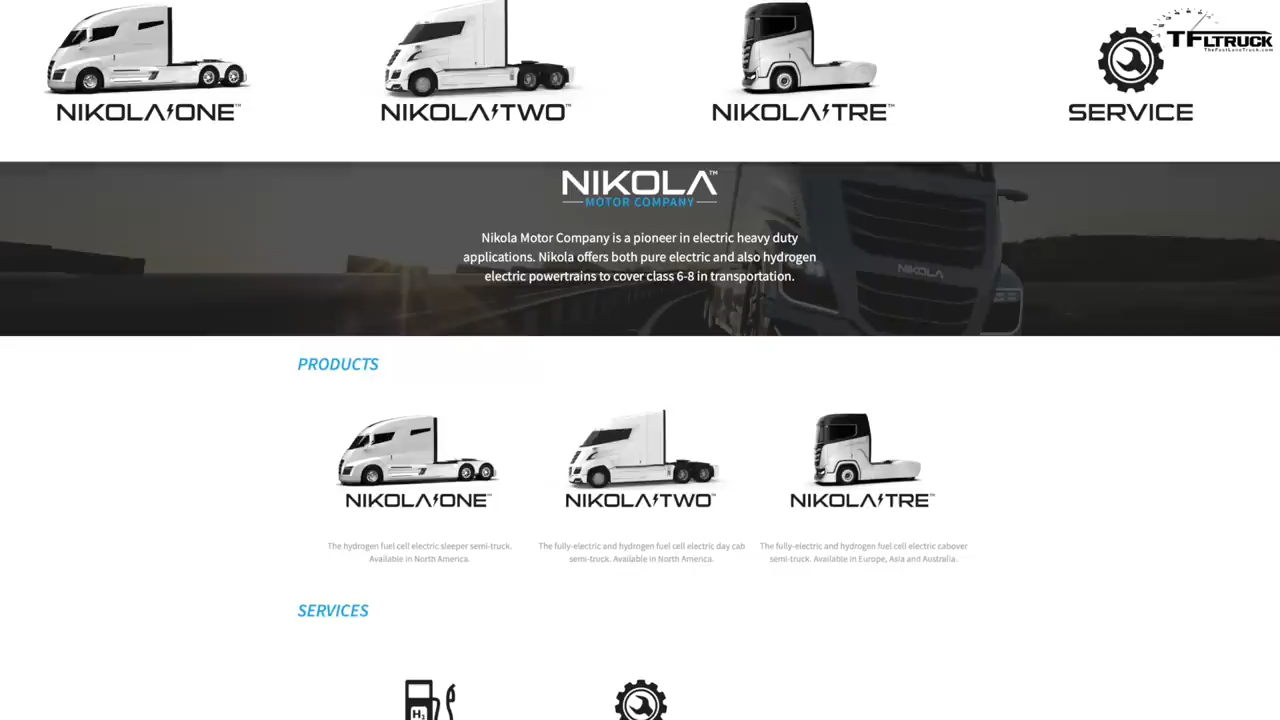 TFLTRUCK
TheFastLaneTruck.com
NIKOLA ONE™
NIKOLA TWO™
NIKOLA TRE™
SERVICE
NIKOLA™
MOTOR COMPANY
Nikola Motor Company is a pioneer in electric heavy duty
applications. Nikola offers both pure electric and also hydrogen
electric powertrains to cover class 6-8 in transportation.
NIKOLA
PRODUCTS
NIKOLA ONE™
NIKOLA TWO™
NIKOLA TRE™
The hydrogen fuel cell electric sleeper semi-truck.
Available in North America.
The fully-electric and hydrogen fuel cell electric day cab
semi-truck. Available in North America.
The fully-electric and hydrogen fuel cell electric cabover
semi-truck. Available in Europe, Asia and Australia.
SERVICES
H2